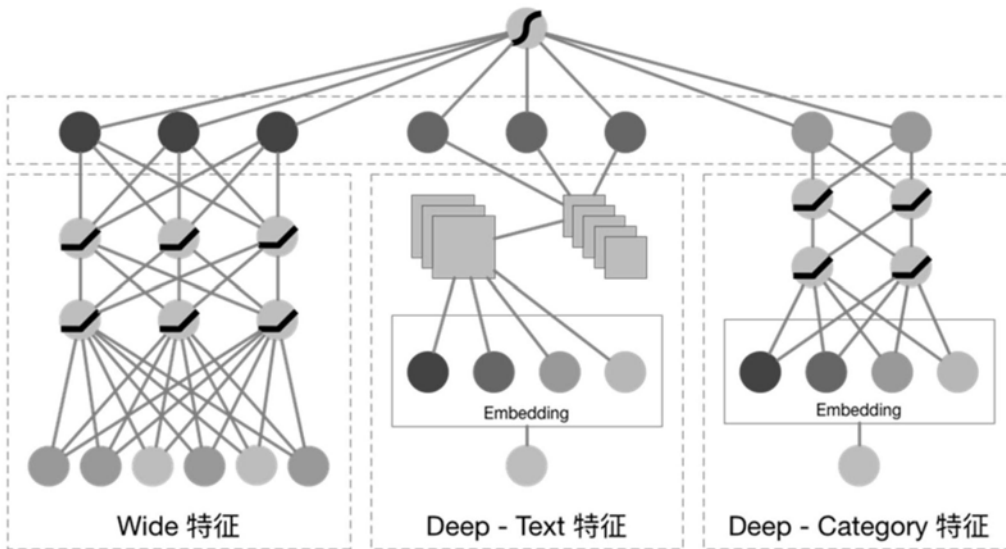 Embedding
Embedding
Wide 特征
Deep - Text 特征
Deep - Category 特征